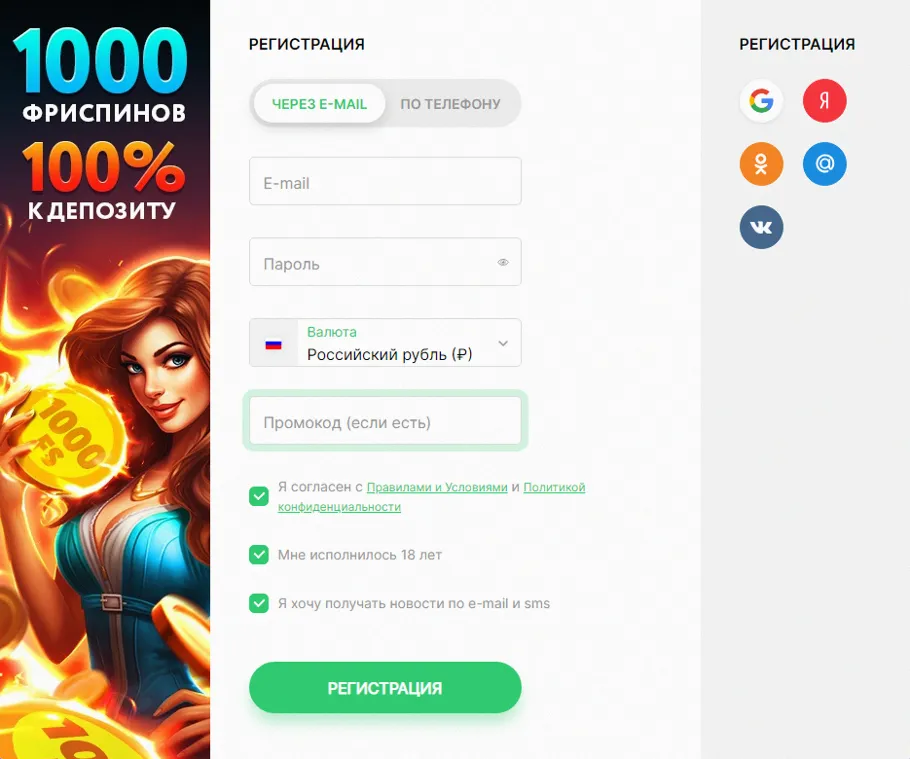 1000
ФРИСПИНОВ
100%
К ДЕПОЗИТУ
1000
FS
10
РЕГИСТРАЦИЯ
ЧЕРЕЗ E-MAIL
ПО ТЕЛЕФОНУ
E-mail
Пароль
Валюта
Российский рубль (₽)
Промокод (если есть)
Я согласен с Правилами и Условиями и Политикой
конфиденциальности
Мне исполнилось 18 лет
Я хочу получать новости по e-mail и sms
РЕГИСТРАЦИЯ
РЕГИСТРАЦИЯ
G
Я
@